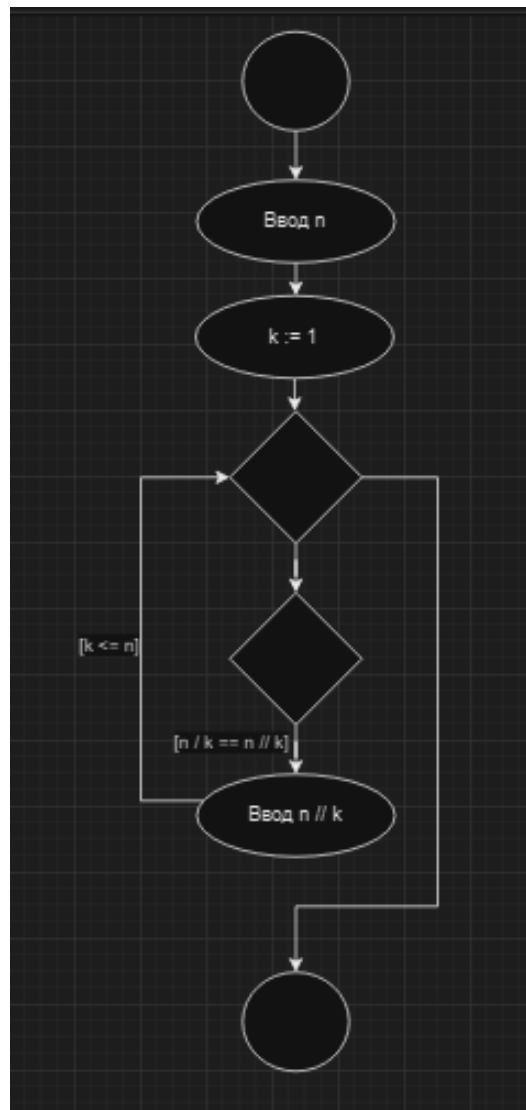 Ввод n
k := 1
[k <= n]
[n / k == n // k]
Ввод n // k